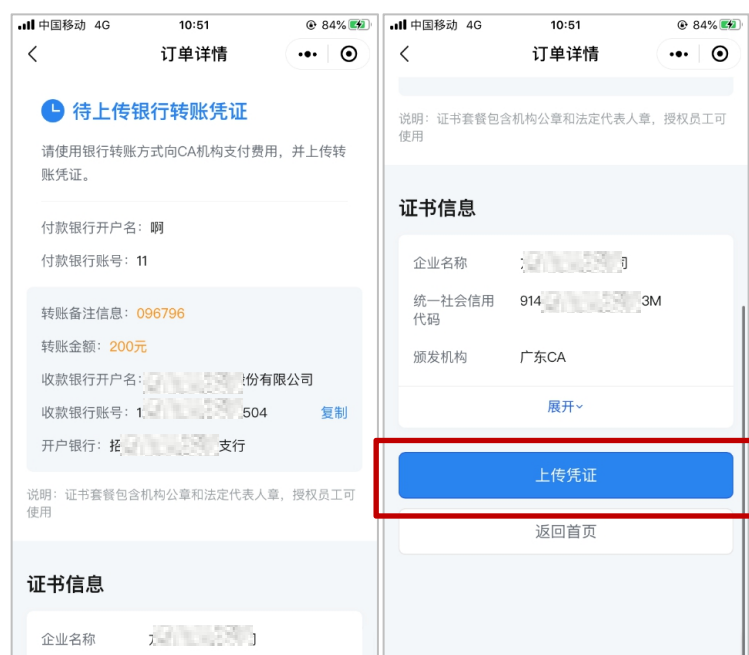 中国移动 4G 10:51 84%
订单详情
待上传银行转账凭证
请使用银行转账方式向CA机构支付费用，并上传转
账凭证。
付款银行开户名：啊
付款银行账号：11
转账备注信息：096796
转账金额：200元
收款银行开户名： 份有限公司
收款银行账号：1 504 复制
开户银行：招 支行
说明：证书套餐包含机构公章和法定代表人章，授权员工可
使用
证书信息
企业名称
中国移动 4G 10:51 84%
订单详情
说明：证书套餐包含机构公章和法定代表人章，授权员工可
使用
证书信息
企业名称 司
统一社会信用 914 3M
代码
颁发机构 广东CA
展开
上传凭证
返回首页